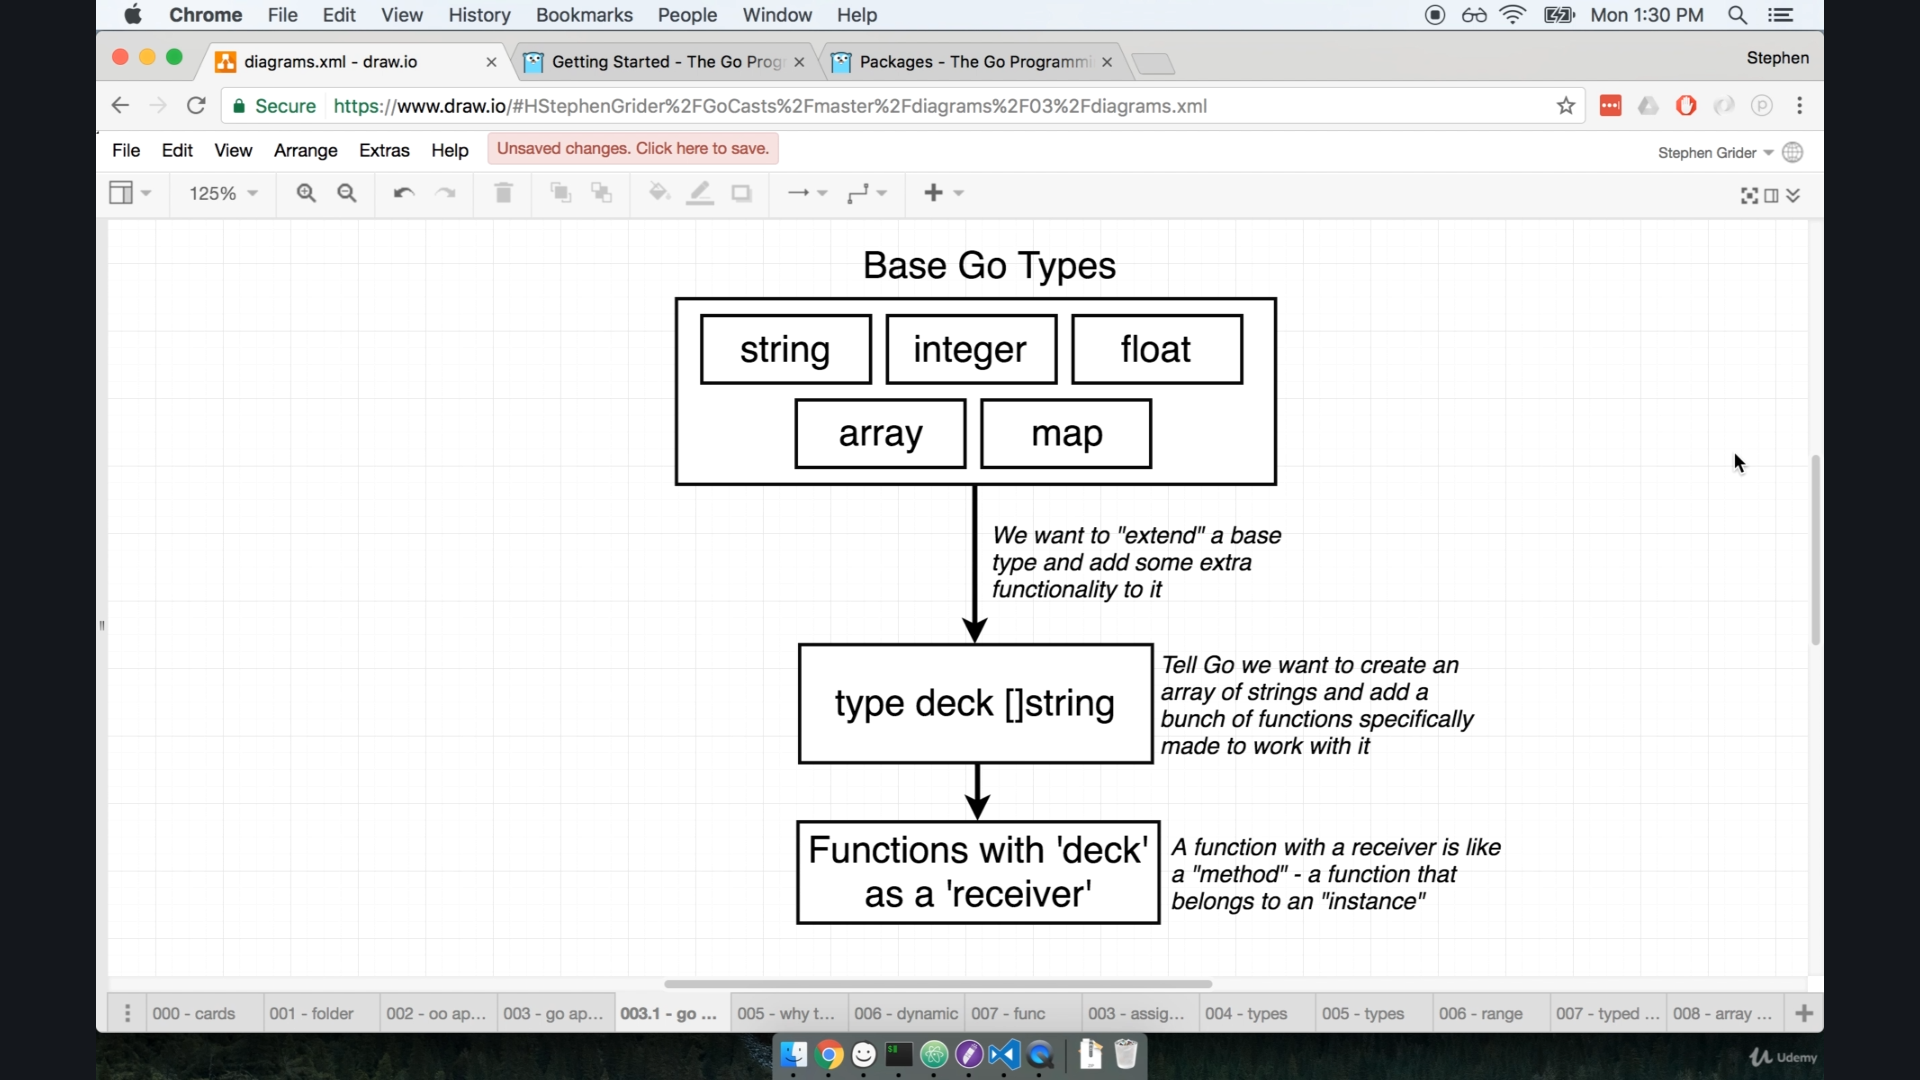 Chrome File Edit View History Bookmarks People Window Help Mon 1:30 PM
diagrams.xml - draw.io Getting Started - The Go Prog Packages - The Go Programmi Stephen
Secure https://www.draw.io/#HStephenGrider%2FGoCasts%2Fmaster%2Fdiagrams%2F03%2Fdiagrams.xml
File Edit View Arrange Extras Help Unsaved changes. Click here to save. Stephen Grider
125%
Base Go Types
string integer float
array map
We want to "extend" a base
type and add some extra
functionality to it
type deck []string
Tell Go we want to create an
array of strings and add a
bunch of functions specifically
made to work with it
Functions with 'deck'
as a 'receiver'
A function with a receiver is like
a "method" - a function that
belongs to an "instance"
000 - cards 001 - folder 002 - oo ap... 003 - go ap... 003.1 - go ... 005 - why t... 006 - dynamic 007 - func 003 - assig... 004 - types 005 - types 006 - range 007 - typed ... 008 - array ...
Udemy